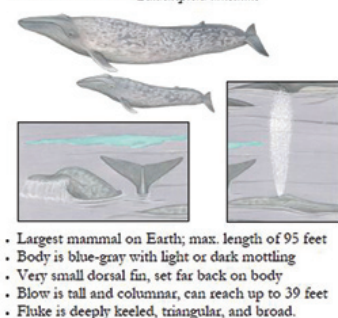 • Largest mammal on Earth; max. length of 95 feet
• Body is blue-gray with light or dark mottling
• Very small dorsal fin, set far back on body
• Blow is tall and columnar, can reach up to 39 feet
• Fluke is deeply keeled, triangular, and broad.